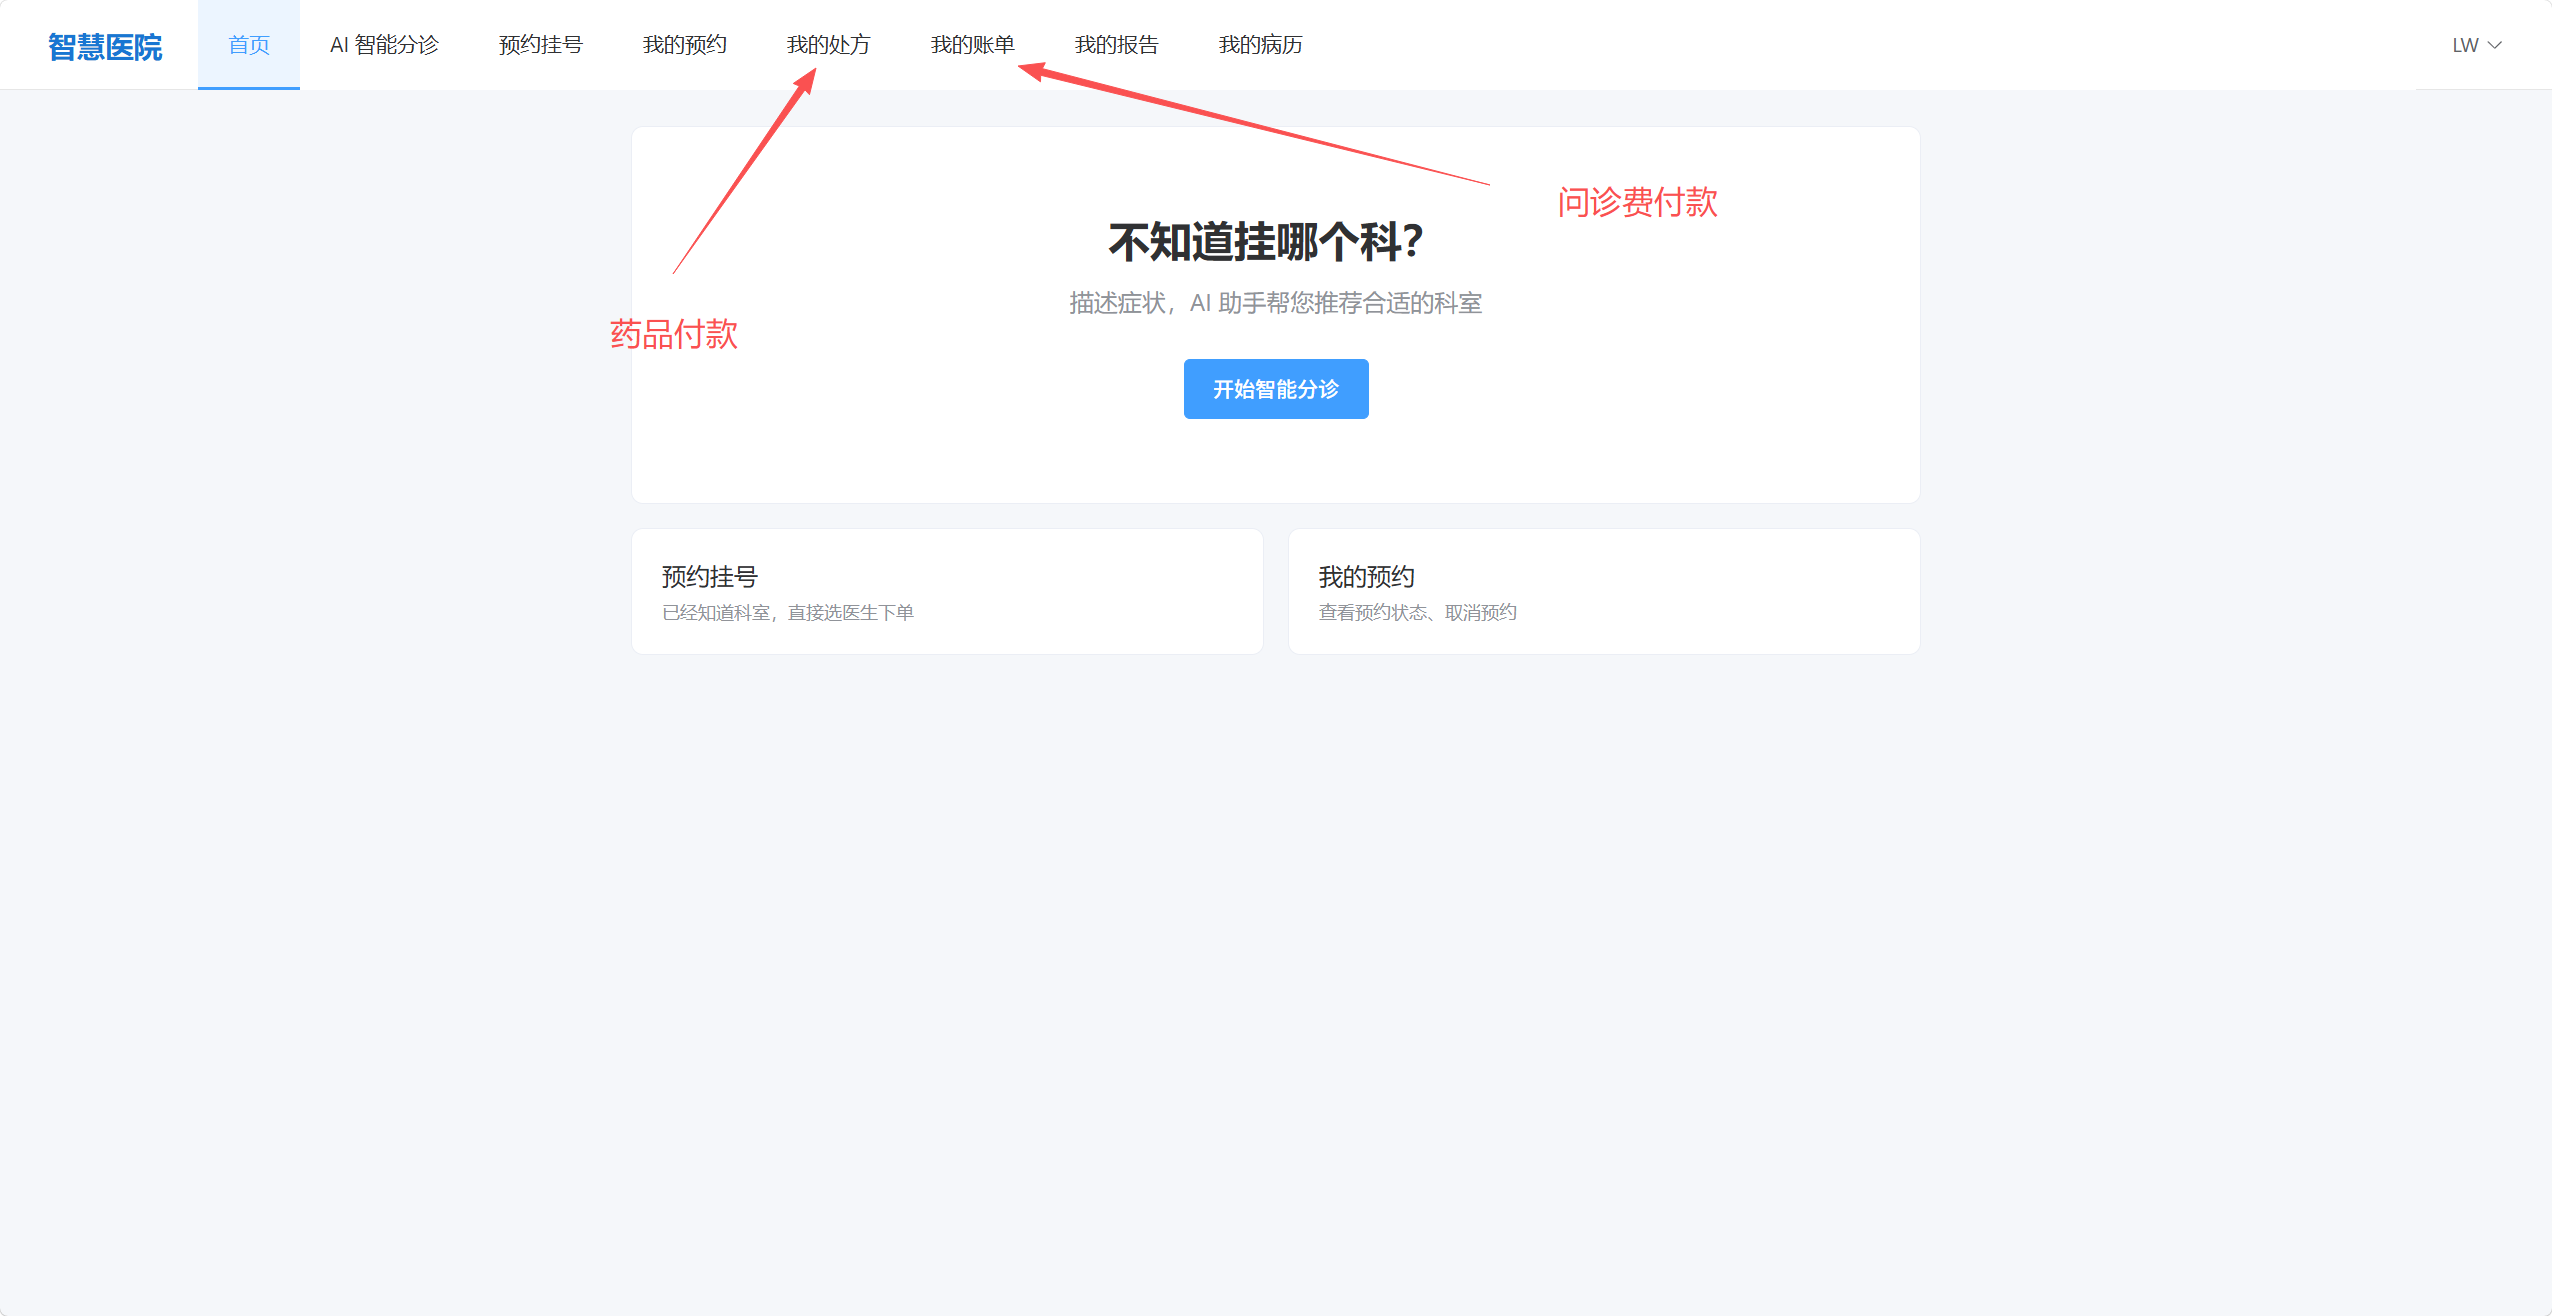 智慧医院
首页
AI 智能分诊
预约挂号
我的预约
我的处方
我的账单
我的报告
我的病历
LW
问诊费付款
不知道挂哪个科？
描述症状，AI 助手帮您推荐合适的科室
药品付款
开始智能分诊
预约挂号
已经知道科室，直接选医生下单
我的预约
查看预约状态、取消预约